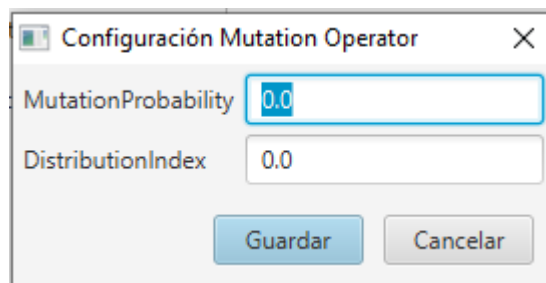 Configuración Mutation Operator
MutationProbability 0.0
DistributionIndex 0.0
Guardar Cancelar